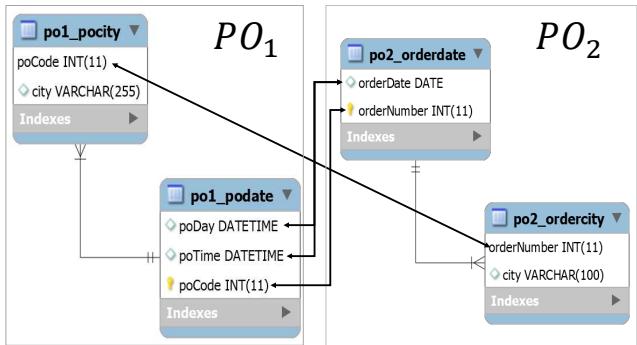 po1_pocity
poCode INT(11)
city VARCHAR(255)
Indexes
PO1
po1_podate
poDay DATETIME
poTime DATETIME
poCode INT(11)
Indexes
PO2
po2_orderdate
orderDate DATE
orderNumber INT(11)
Indexes
po2_ordercity
orderNumber INT(11)
city VARCHAR(100)
Indexes